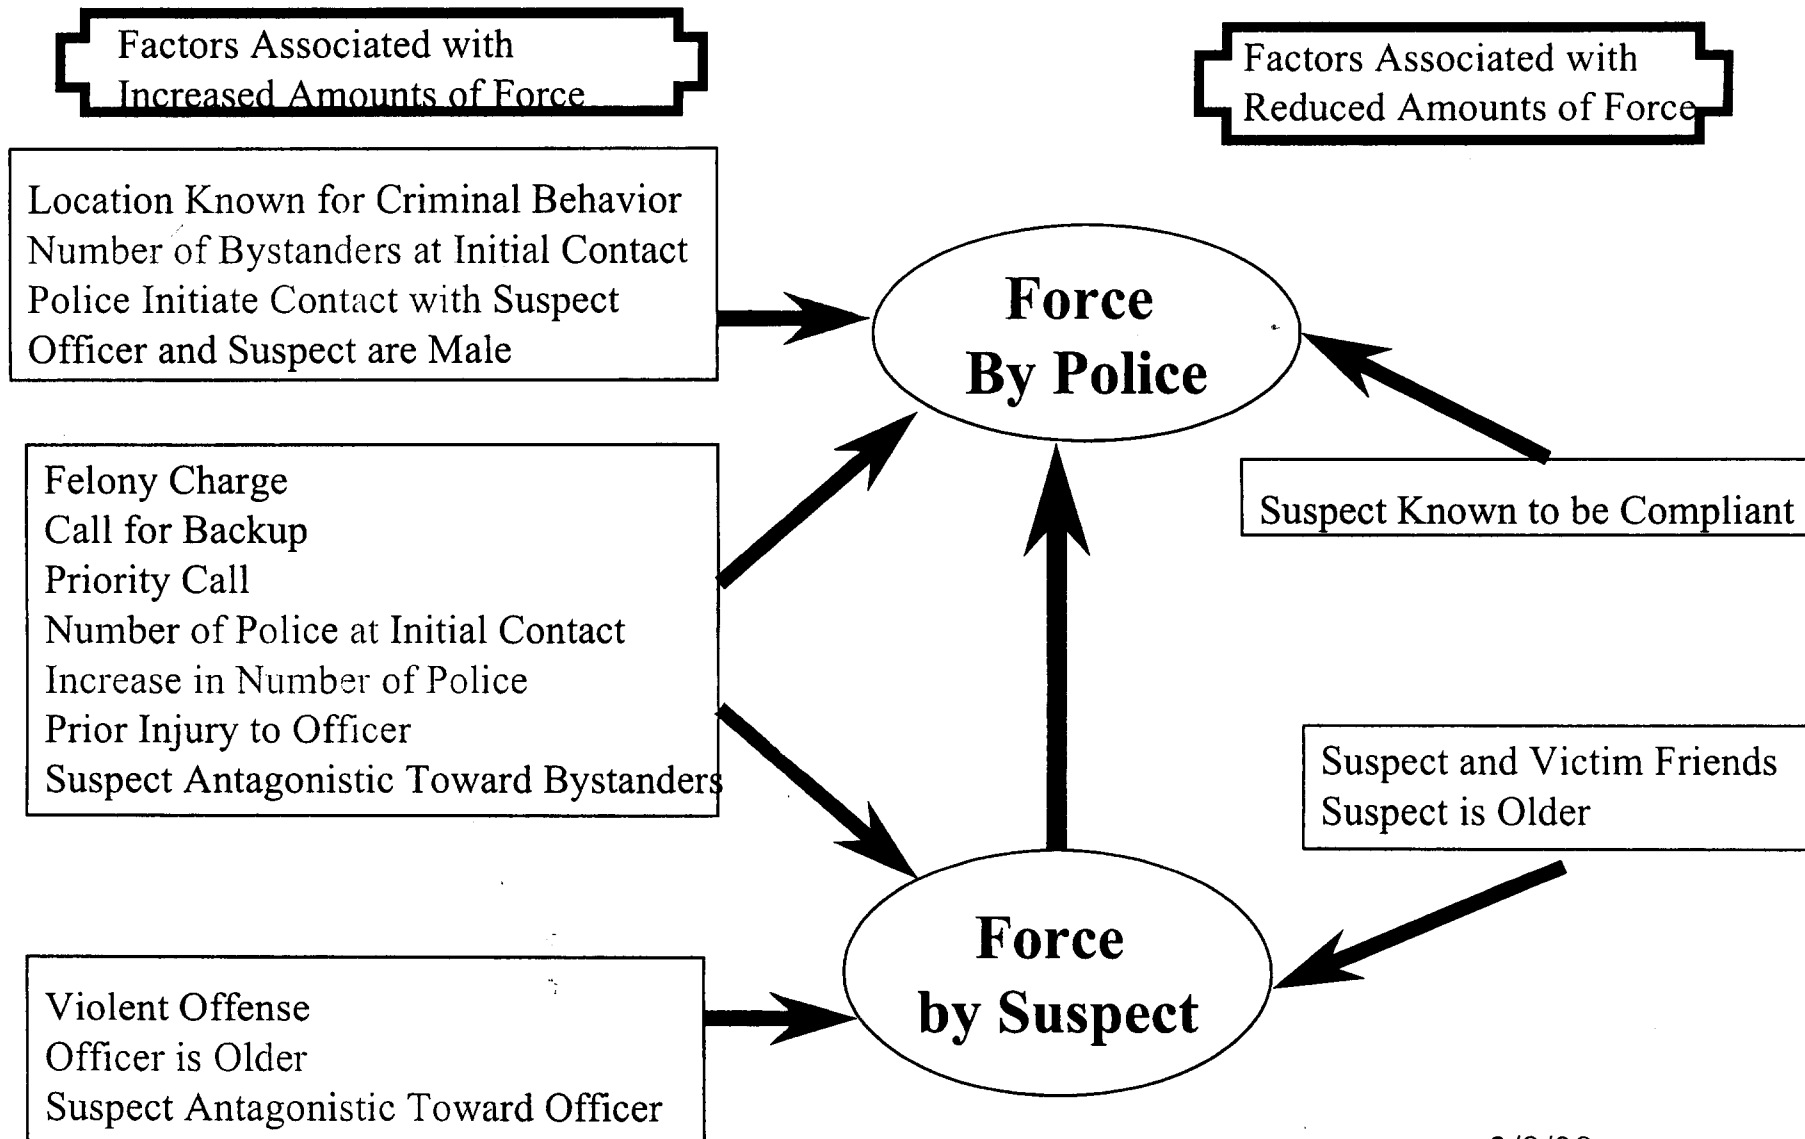 Factors Associated with
Increased Amounts of Force
Factors Associated with
Reduced Amounts of Force
Location Known for Criminal Behavior
Number of Bystanders at Initial Contact
Police Initiate Contact with Suspect
Officer and Suspect are Male
Force
By Police
Suspect Known to be Compliant
Felony Charge
Call for Backup
Priority Call
Number of Police at Initial Contact
Increase in Number of Police
Prior Injury to Officer
Suspect Antagonistic Toward Bystanders
Suspect and Victim Friends
Suspect is Older
Force
by Suspect
Violent Offense
Officer is Older
Suspect Antagonistic Toward Officer